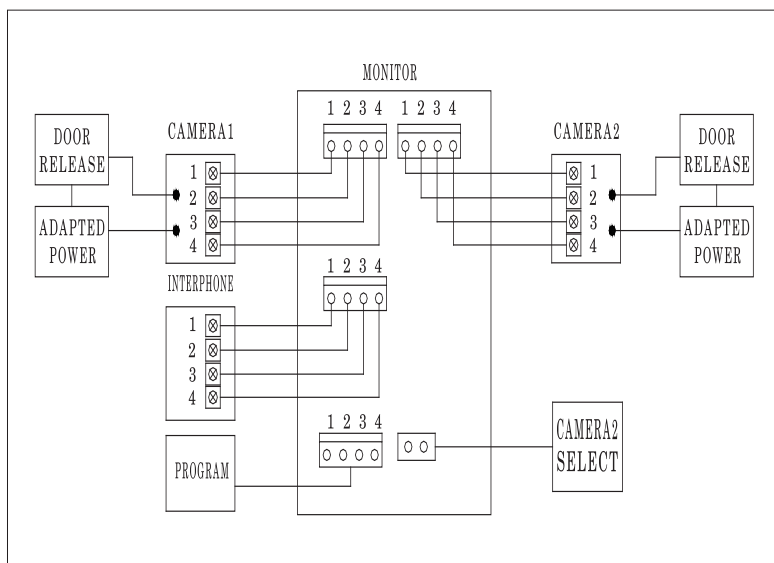 MONITOR
1 2 3 4
1 2 3 4
DOOR
RELEASE
ADAPTED
POWER
CAMERA1
1
2
3
4
CAMERA2
1
2
3
4
DOOR
RELEASE
ADAPTED
POWER
INTERPHONE
1
2
3
4
1 2 3 4
PROGRAM
1 2 3 4
CAMERA2
SELECT